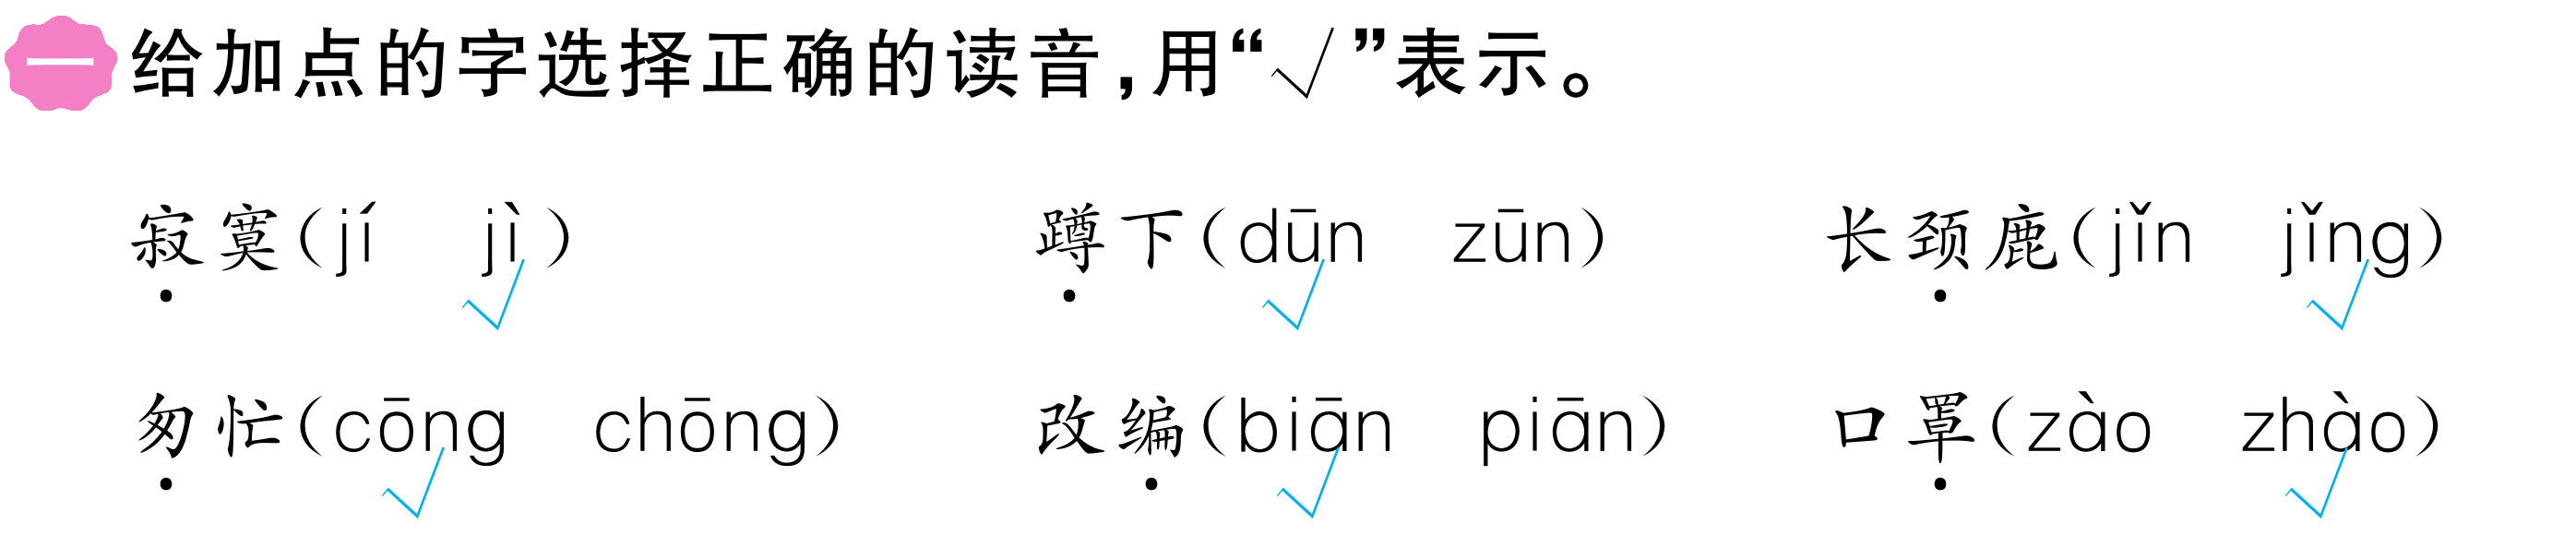 一 给加点的字选择正确的读音,用“√”表示。
寂寞(jí jì) 蹲下(dūn zūn) 长颈鹿(jǐn jǐng)
√ √ √
匆忙(cōng chōng) 改编(biān piān) 口罩(zào zhào)
√ √ √